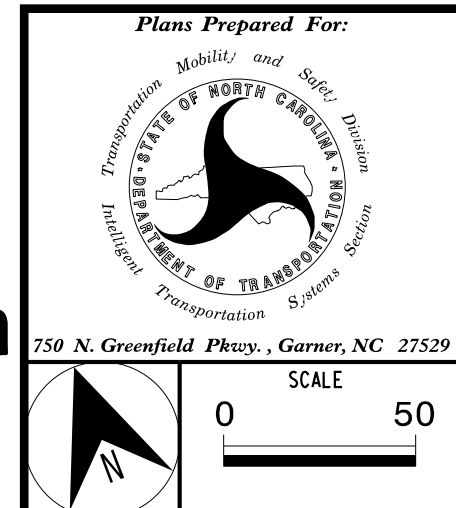 Plans Prepared For:
Transportation Mobility and Safety Division
STATE OF NORTH CAROLINA
DEPARTMENT OF TRANSPORTATION
Intelligent Transportation Systems Section
750 N. Greenfield Pkwy. , Garner, NC 27529
SCALE
0 50
N